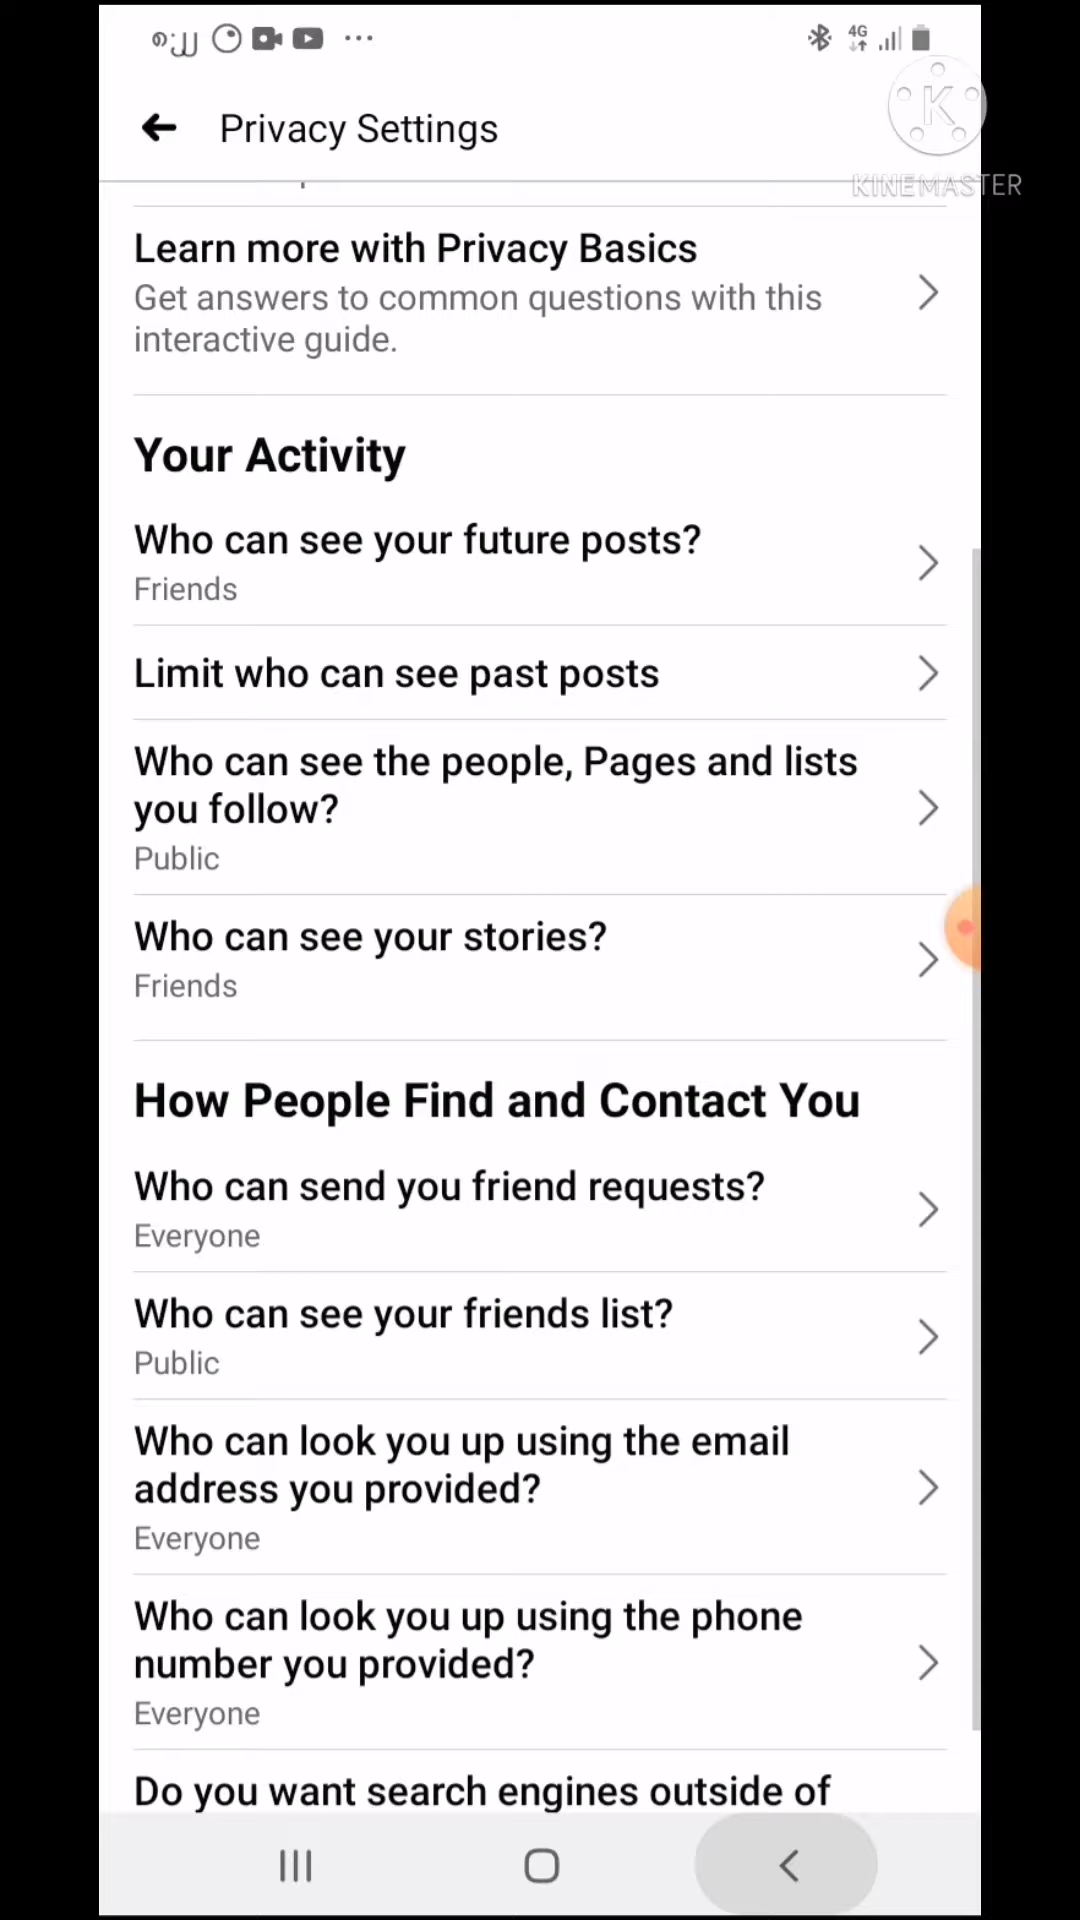 4G
Privacy Settings
K
KINEMASTER
Learn more with Privacy Basics
Get answers to common questions with this
interactive guide.
Your Activity
Who can see your future posts?
Friends
Limit who can see past posts
Who can see the people, Pages and lists
you follow?
Public
Who can see your stories?
Friends
How People Find and Contact You
Who can send you friend requests?
Everyone
Who can see your friends list?
Public
Who can look you up using the email
address you provided?
Everyone
Who can look you up using the phone
number you provided?
Everyone
Do you want search engines outside of